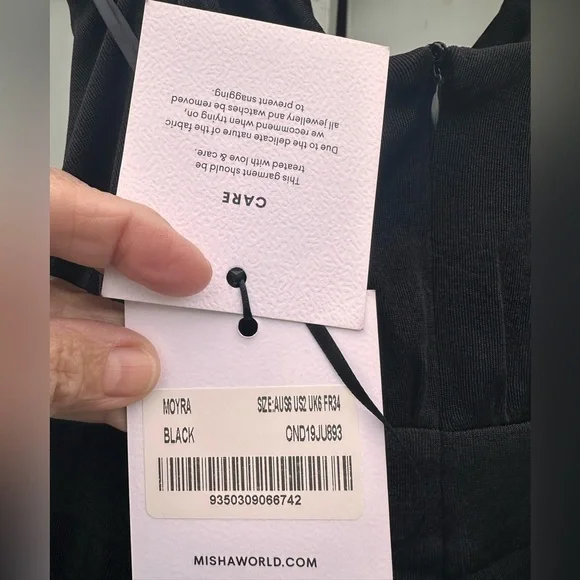 CARE
This garment should be
treated with love & care.
Due to the delicate nature of the fabric
we recommend when trying on,
all jewellery and watches be removed
to prevent snagging.
MOYRA SIZE:AUS6 US2 UK6 FR34
BLACK OND19JU893
9350309066742
MISHAWORLD.COM